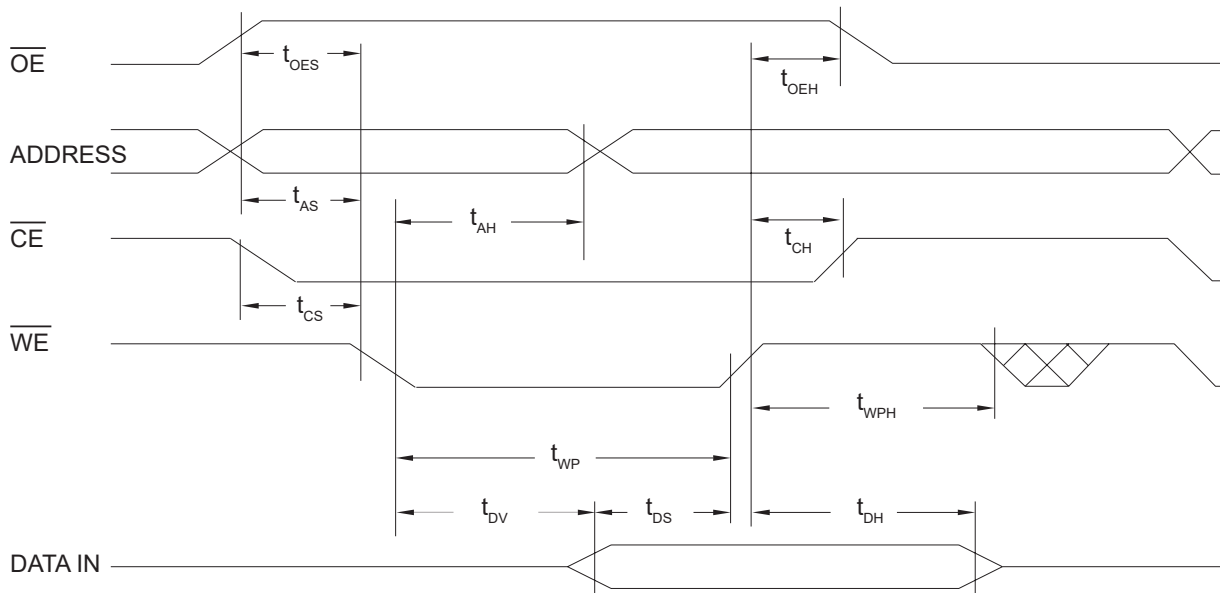 OE
tOES
tOEH
ADDRESS
tAS
tAH
CE
tCH
tCS
WE
tWPH
tWP
tDV
tDS
tDH
DATA IN